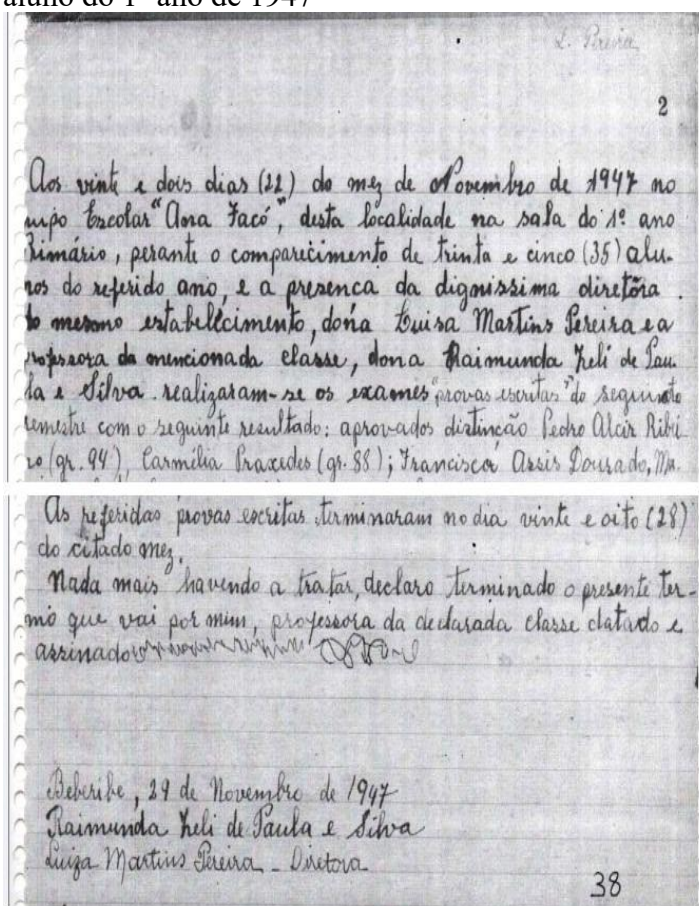 aluno do 1º ano de 1947
L. Pereira
2
Aos vinte e dois dias (22) do mez de Novembro de 1947 no
upo Escolar "Ana Facó", desta localidade na sala do 1º ano
rimário, perante o comparecimento de trinta e cinco (35) alu-
nos do referido ano, e a presenca da dignissima diretôra
do mesmo estabelecimento, dona Luisa Martins Pereira e a
professora da mencionada classe, dona Raimunda Neli de Pau-
la e Silva realizaram-se os exames "provas escritas" do segundo
semestre com o seguinte resultado: aprovados distincão Pedro Alcir Ribei
ro (gr. 94), Carmélia Praxedes (gr. 88); Francisca Assis Dourado,
As referidas provas escritas terminaram no dia vinte e oito (28)
do citado mez.
Nada mais havendo a tratar, declaro terminado o presente ter-
mo que vai por mim, professora da declarada classe datado e
assinado
Beberibe, 29 de Novembro de 1947
Raimunda Neli de Paula e Silva
Luiza Martins Pereira - Diretora
38